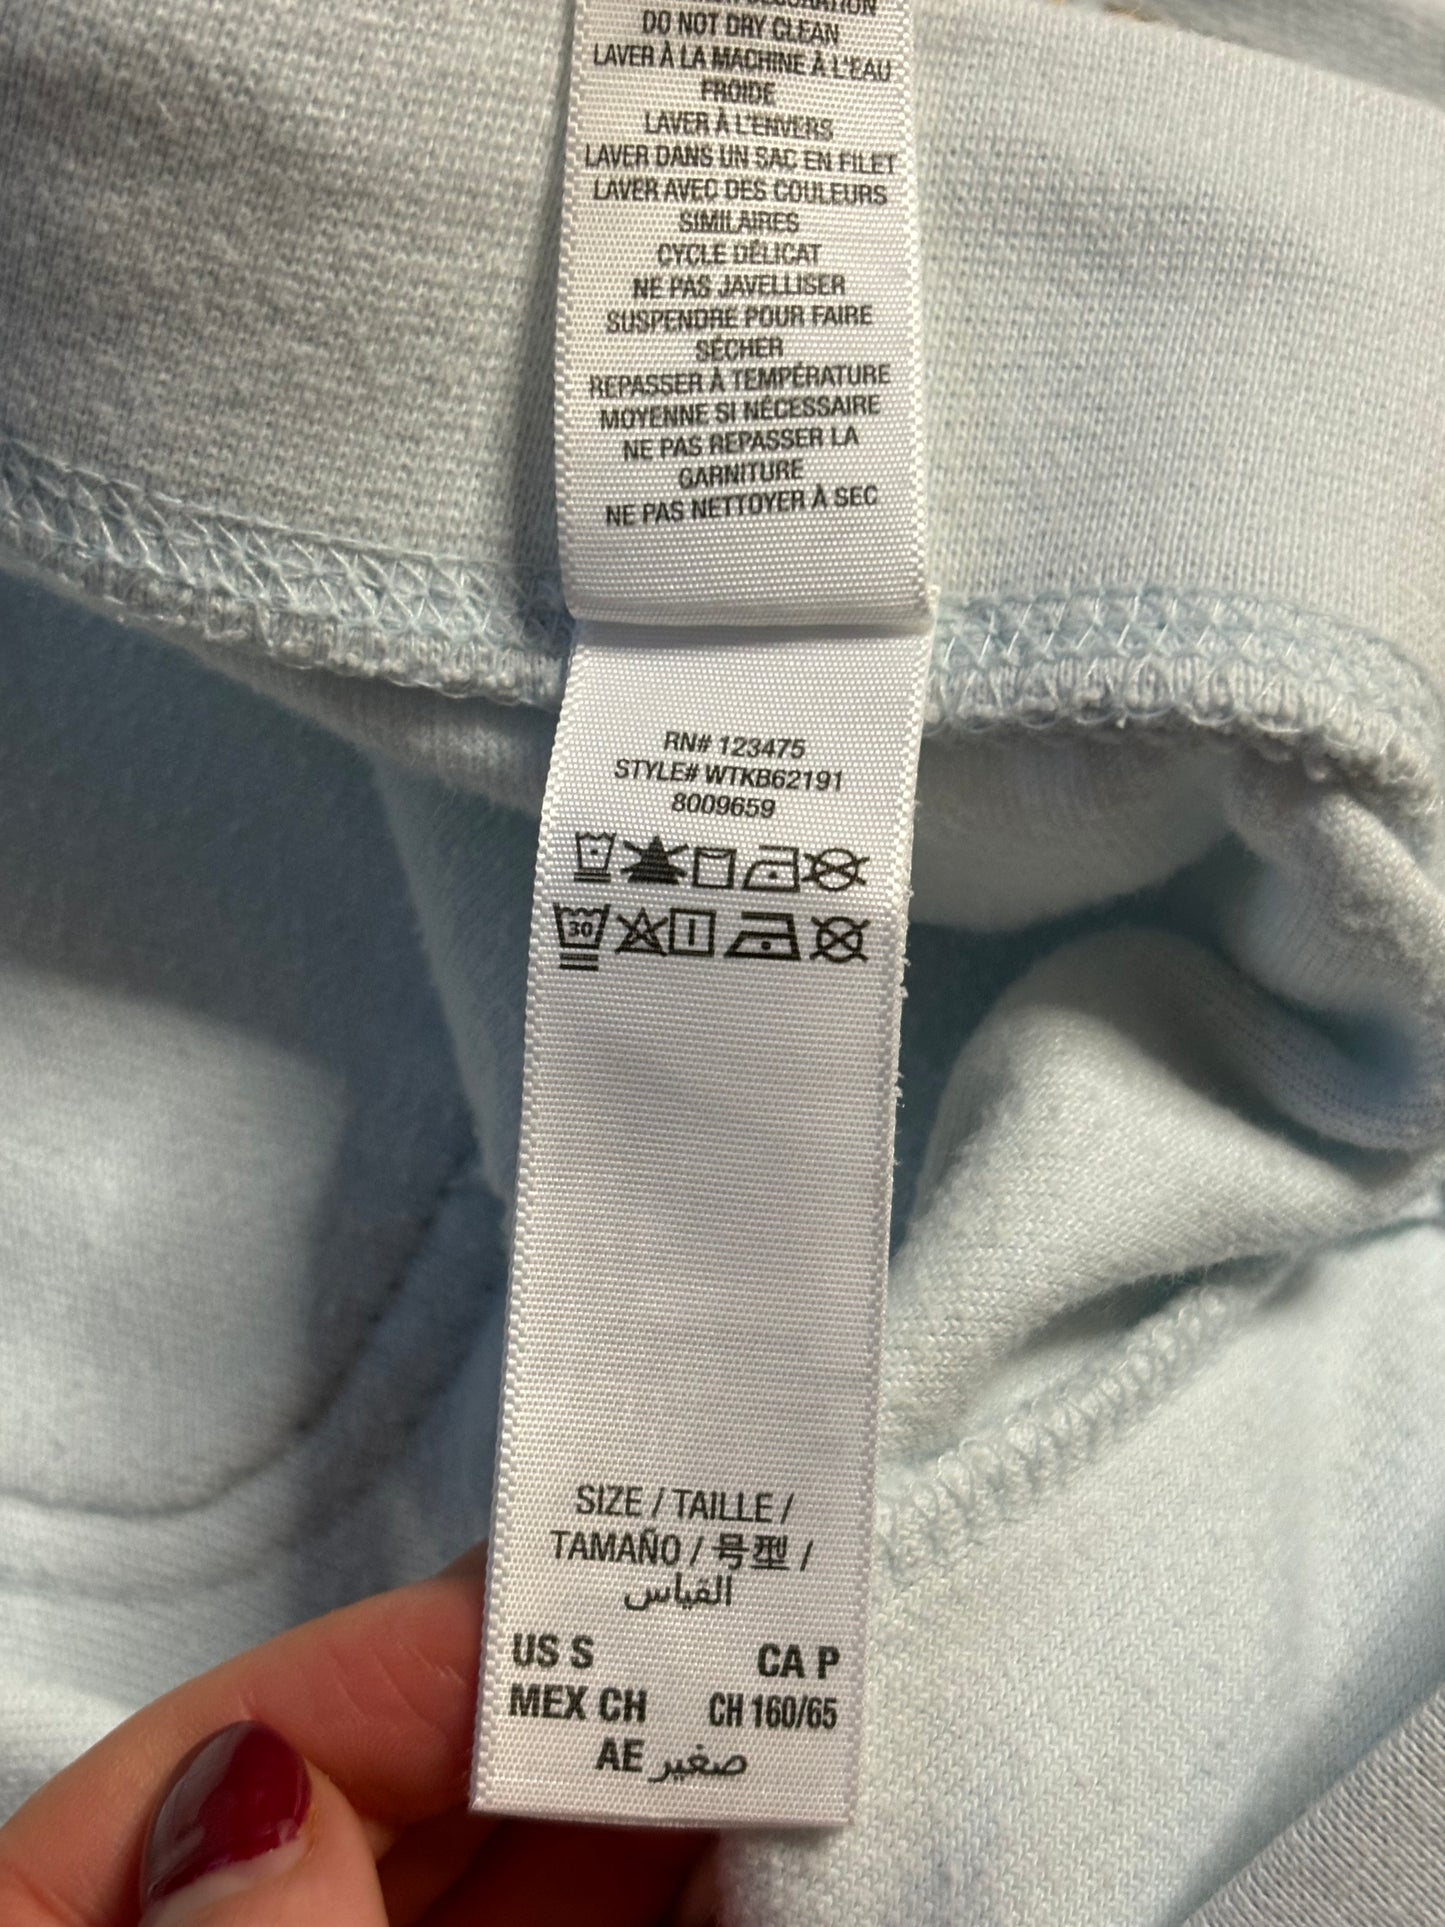 DECORATION
DO NOT DRY CLEAN
LAVER À LA MACHINE À L'EAU
FROIDE
LAVER À L'ENVERS
LAVER DANS UN SAC EN FILET
LAVER AVEC DES COULEURS
SIMILAIRES
CYCLE DÉLICAT
NE PAS JAVELLISER
SUSPENDRE POUR FAIRE
SÉCHER
REPASSER À TEMPÉRATURE
MOYENNE SI NÉCESSAIRE
NE PAS REPASSER LA
GARNITURE
NE PAS NETTOYER À SEC
RN# 123475
STYLE# WTKB62191
8009659
30
SIZE / TAILLE /
TAMAÑO / 号型 /
القياس
US S CA P
MEX CH CH 160/65
AE صغير